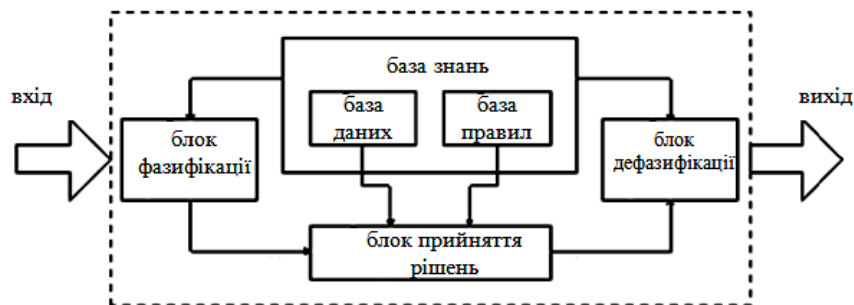 вхід
блок
фазифікації
база знань
база
даних
база
правил
блок прийняття
рішень
блок
дефазифікації
вихід